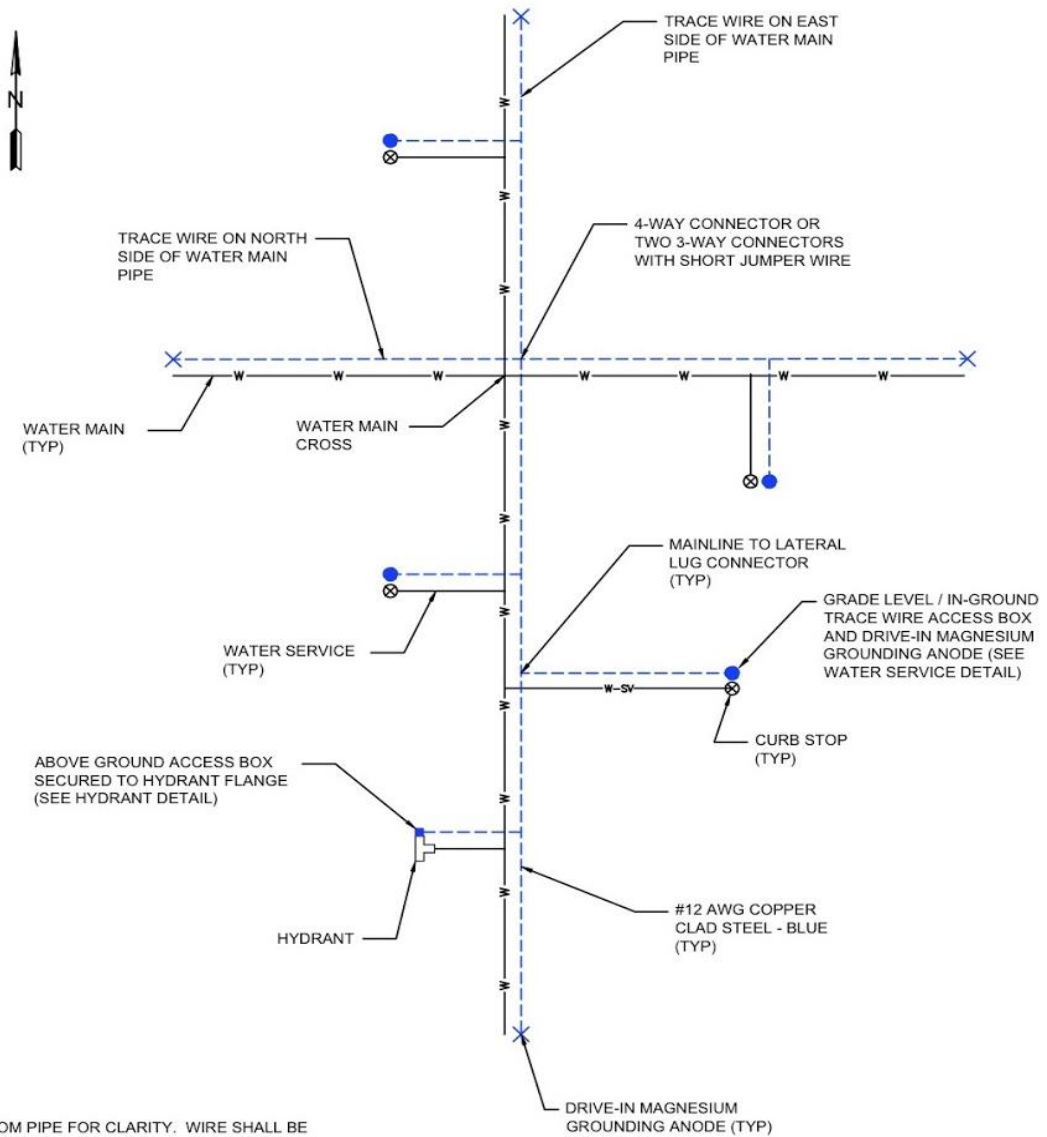 TRACE WIRE ON EAST
SIDE OF WATER MAIN
PIPE
N
W
W
TRACE WIRE ON NORTH
SIDE OF WATER MAIN
PIPE
4-WAY CONNECTOR OR
TWO 3-WAY CONNECTORS
WITH SHORT JUMPER WIRE
W
W
W
W
W
W
W
W
WATER MAIN
(TYP)
WATER MAIN
CROSS
W
W
MAINLINE TO LATERAL
LUG CONNECTOR
(TYP)
GRADE LEVEL / IN-GROUND
TRACE WIRE ACCESS BOX
AND DRIVE-IN MAGNESIUM
GROUNDING ANODE (SEE
WATER SERVICE DETAIL)
W
WATER SERVICE
(TYP)
W-SV
W
CURB STOP
(TYP)
ABOVE GROUND ACCESS BOX
SECURED TO HYDRANT FLANGE
(SEE HYDRANT DETAIL)
W
W
HYDRANT
#12 AWG COPPER
CLAD STEEL - BLUE
(TYP)
W
DRIVE-IN MAGNESIUM
GROUNDING ANODE (TYP)
OM PIPE FOR CLARITY. WIRE SHALL BE